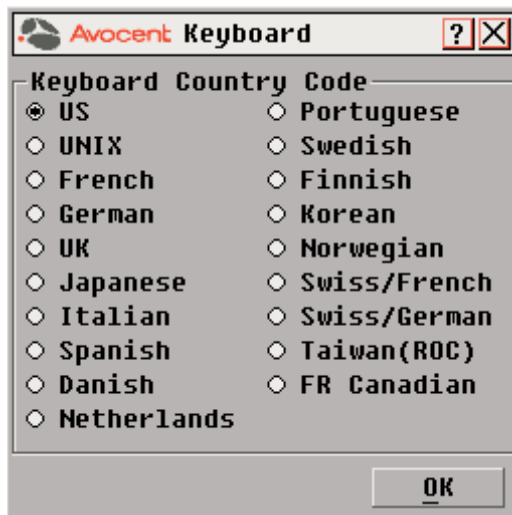 Avocent Keyboard ? X
Keyboard Country Code
US
UNIX
French
German
UK
Japanese
Italian
Spanish
Danish
Netherlands
Portuguese
Swedish
Finnish
Korean
Norwegian
Swiss/French
Swiss/German
Taiwan(ROC)
FR Canadian
OK